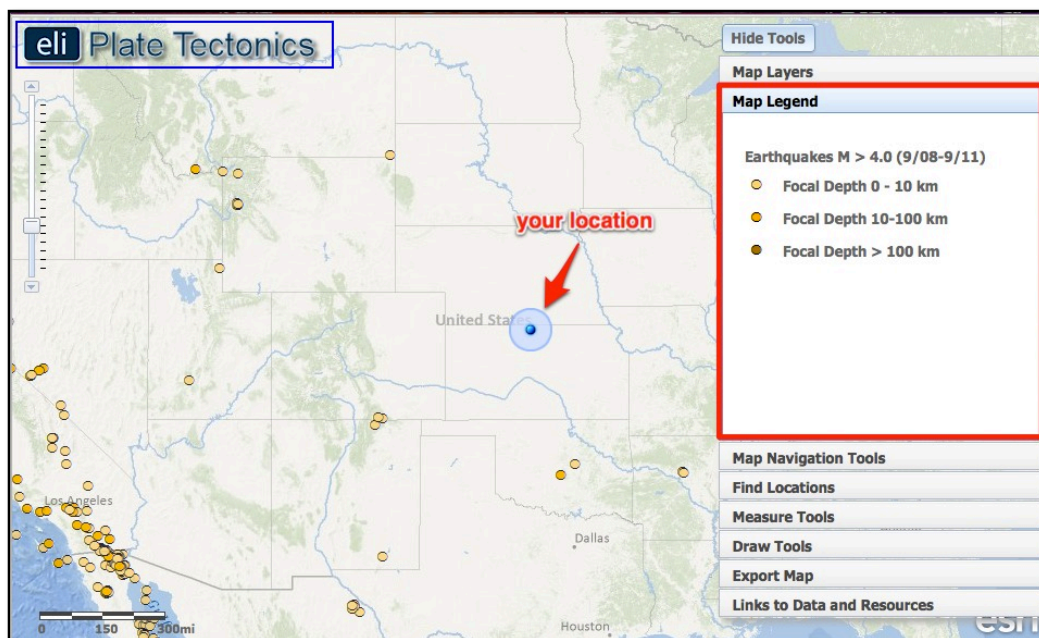 eli Plate Tectonics
Hide Tools
Map Layers
Map Legend
Earthquakes M > 4.0 (9/08-9/11)
Focal Depth 0 - 10 km
Focal Depth 10-100 km
Focal Depth > 100 km
your location
United States
Map Navigation Tools
Find Locations
Los Angeles
Measure Tools
Dallas
Draw Tools
Export Map
Links to Data and Resources
Houston
0 150 300mi